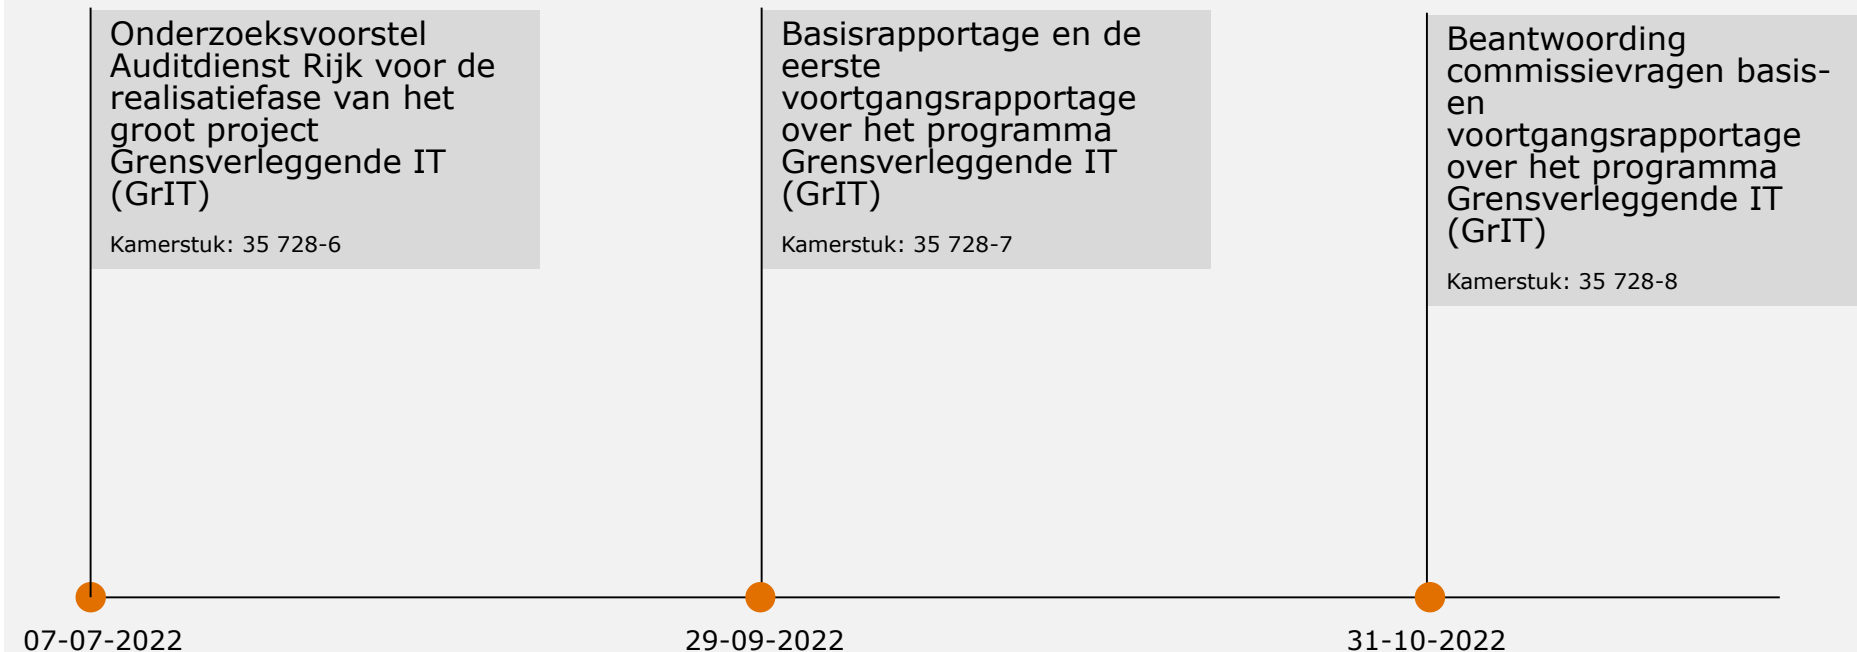 Onderzoeksvoorstel
Auditdienst Rijk voor de
realisatiefase van het
groot project
Grensverleggende IT
(GrIT)
Kamerstuk: 35 728-6
Basisrapportage en de
eerste
voortgangsrapportage
over het programma
Grensverleggende IT
(GrIT)
Kamerstuk: 35 728-7
Beantwoording
commissievragen basis-
en
voortgangsrapportage
over het programma
Grensverleggende IT
(GrIT)
Kamerstuk: 35 728-8
07-07-2022
29-09-2022
31-10-2022